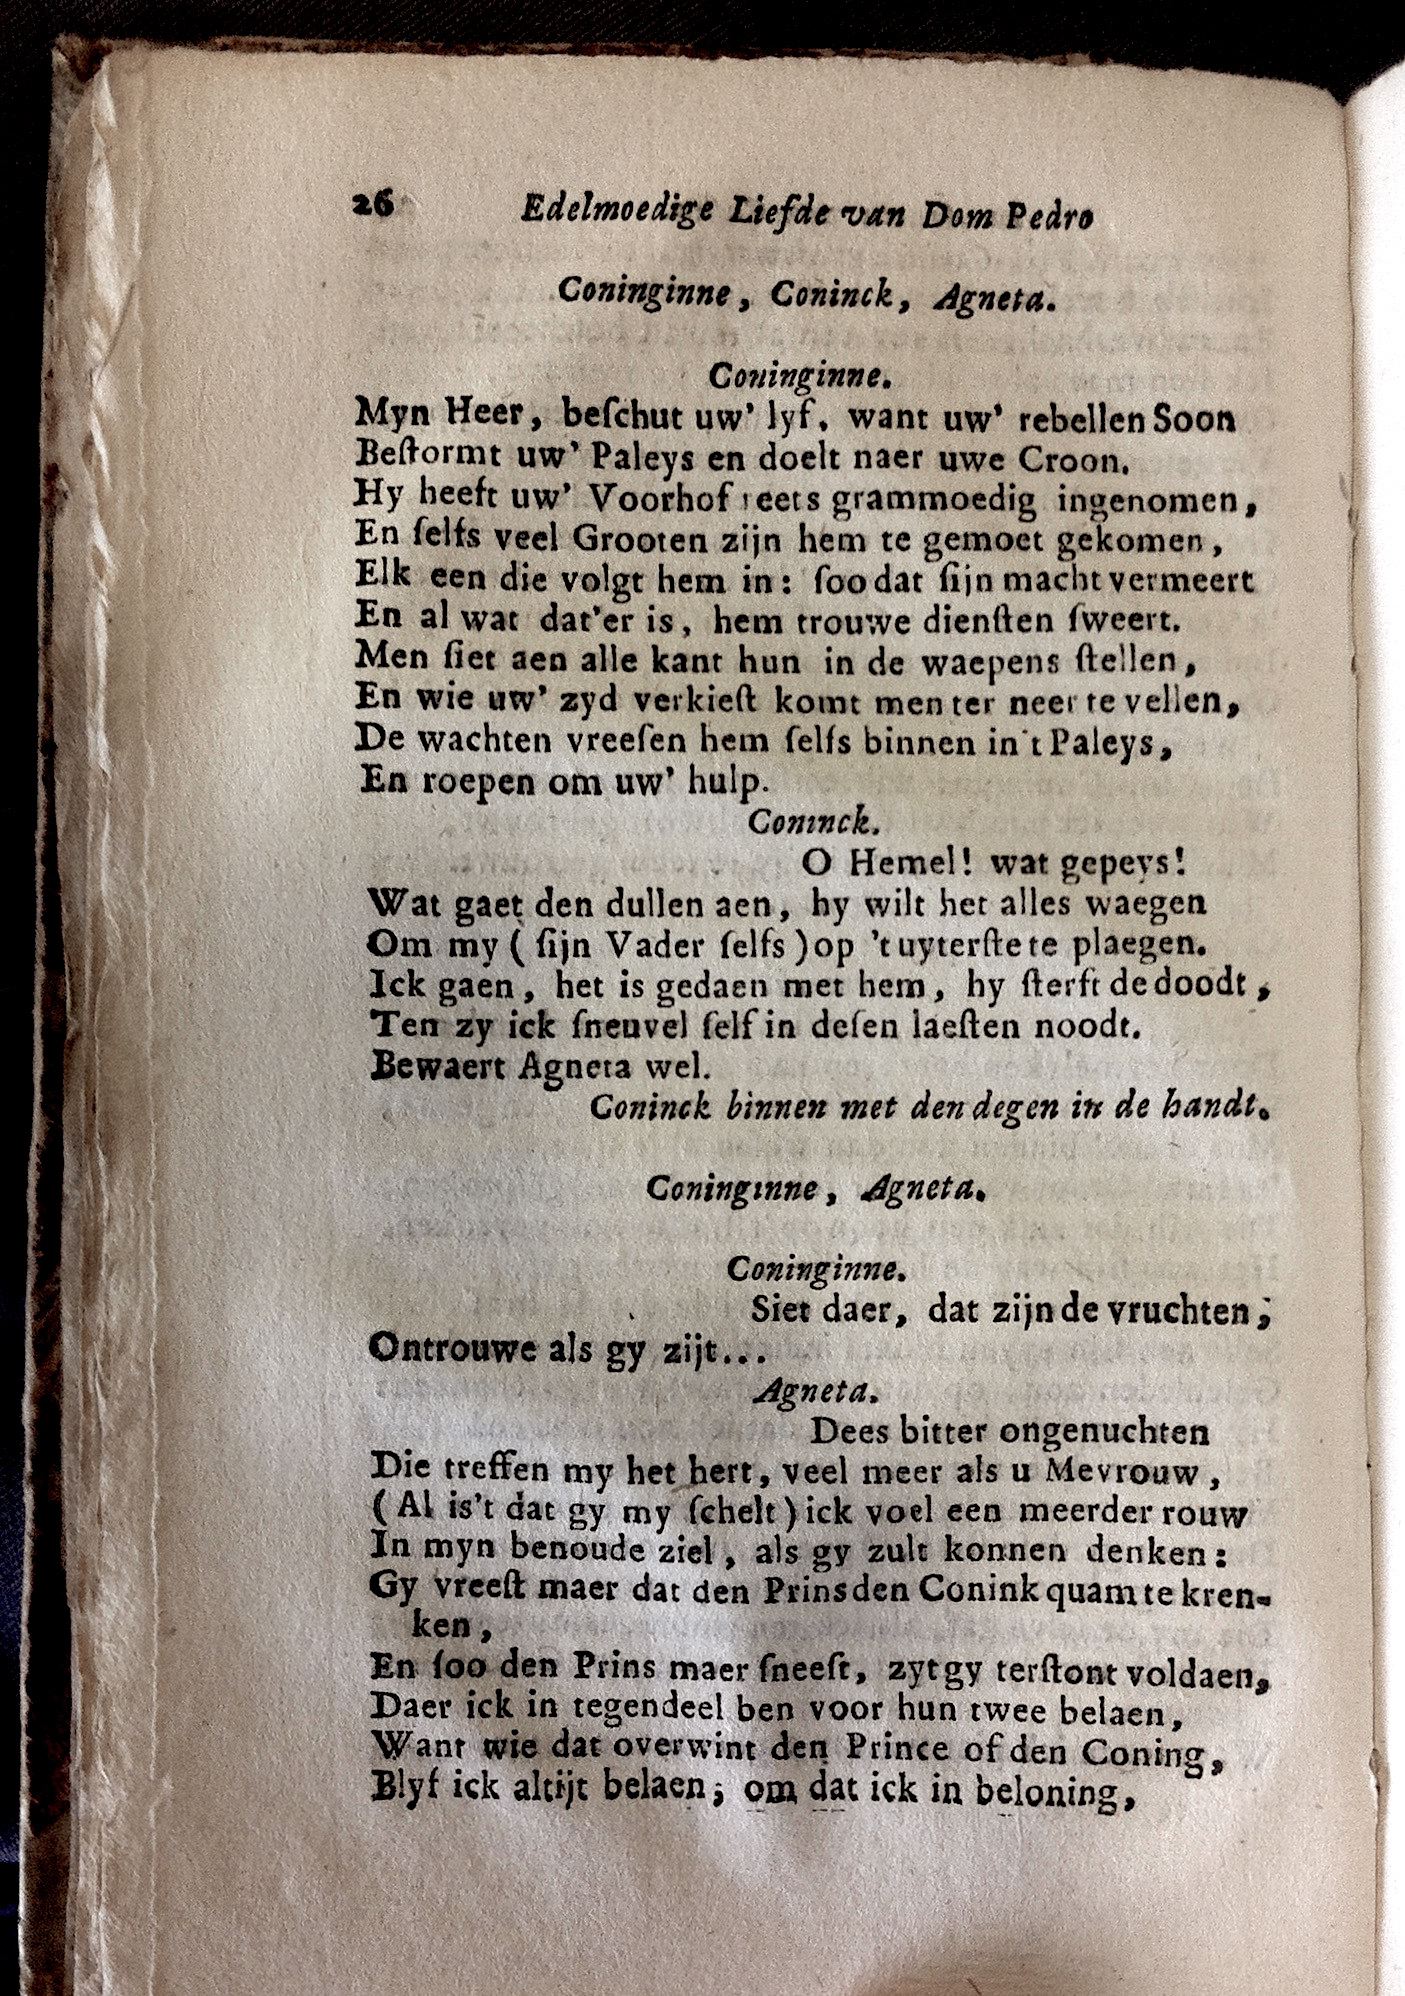 26 Edelmoedige Liefde van Dom Pedro
Coninginne, Coninck, Agneta.
Coninginne.
Myn Heer, beſchut uw' lyf, want uw' rebellen Soon
Beſtormt uw' Paleys en doelt naer uwe Croon.
Hy heeft uw' Voorhof reets grammoedig ingenomen,
En ſelfs veel Grooten zijn hem te gemoet gekomen,
Elk een die volgt hem in: ſoo dat ſijn macht vermeert
En al wat dat'er is, hem trouwe dienſten ſweert.
Men ſiet aen alle kant hun in de waepens ſtellen,
En wie uw' zyd verkieſt komt men ter neer te vellen,
De wachten vreeſen hem ſelfs binnen in 't Paleys,
En roepen om uw' hulp.
Coninck.
O Hemel! wat gepeys!
Wat gaet den dullen aen, hy wilt het alles waegen
Om my (ſijn Vader ſelfs) op 't uyterſte te plaegen.
Ick gaen, het is gedaen met hem, hy ſterft de doodt,
Ten zy ick ſneuvel ſelf in deſen laeſten noodt.
Bewaert Agneta wel.
Coninck binnen met den degen in de handt.
Coninginne, Agneta.
Coninginne.
Siet daer, dat zijn de vruchten;
Ontrouwe als gy zijt...
Agneta.
Dees bitter ongenuchten
Die treffen my het hert, veel meer als u Mevrouw,
(Al is't dat gy my ſchelt) ick voel een meerder rouw
In myn benoude ziel, als gy zult konnen denken:
Gy vreeſt maer dat den Prins den Conink quam te kren-
ken,
En ſoo den Prins maer ſneeft, zyt gy terſtont voldaen,
Daer ick in tegendeel ben voor hun twee belaen,
Want wie dat overwint den Prince of den Coning,
Blyf ick altijt belaen; om dat ick in beloning,